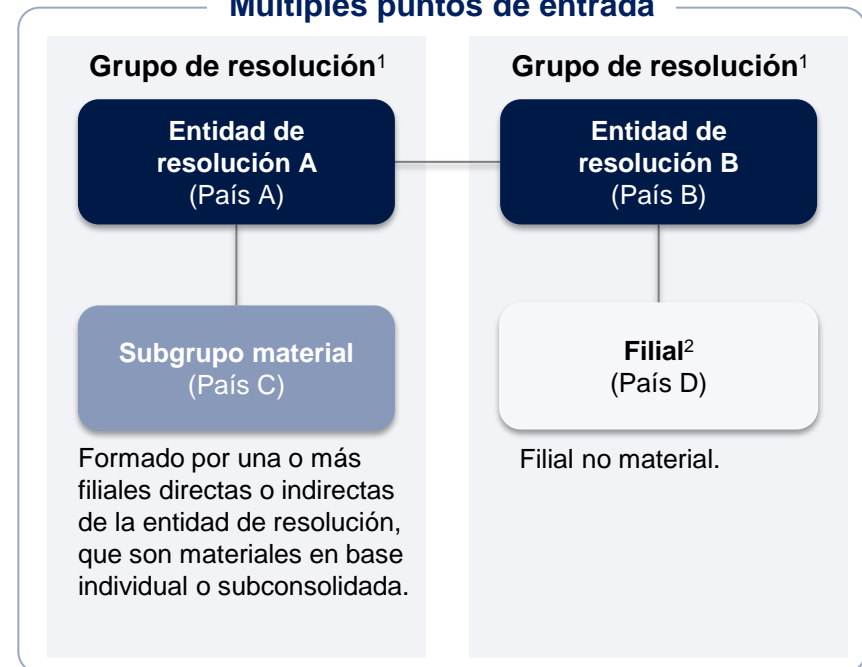 Múltiples puntos de entrada
Grupo de resolución¹
Entidad de
resolución A
(País A)
Subgrupo material
(País C)
Formado por una o más
filiales directas o indirectas
de la entidad de resolución,
que son materiales en base
individual o subconsolidada.
Grupo de resolución¹
Entidad de
resolución B
(País B)
Filial²
(País D)
Filial no material.